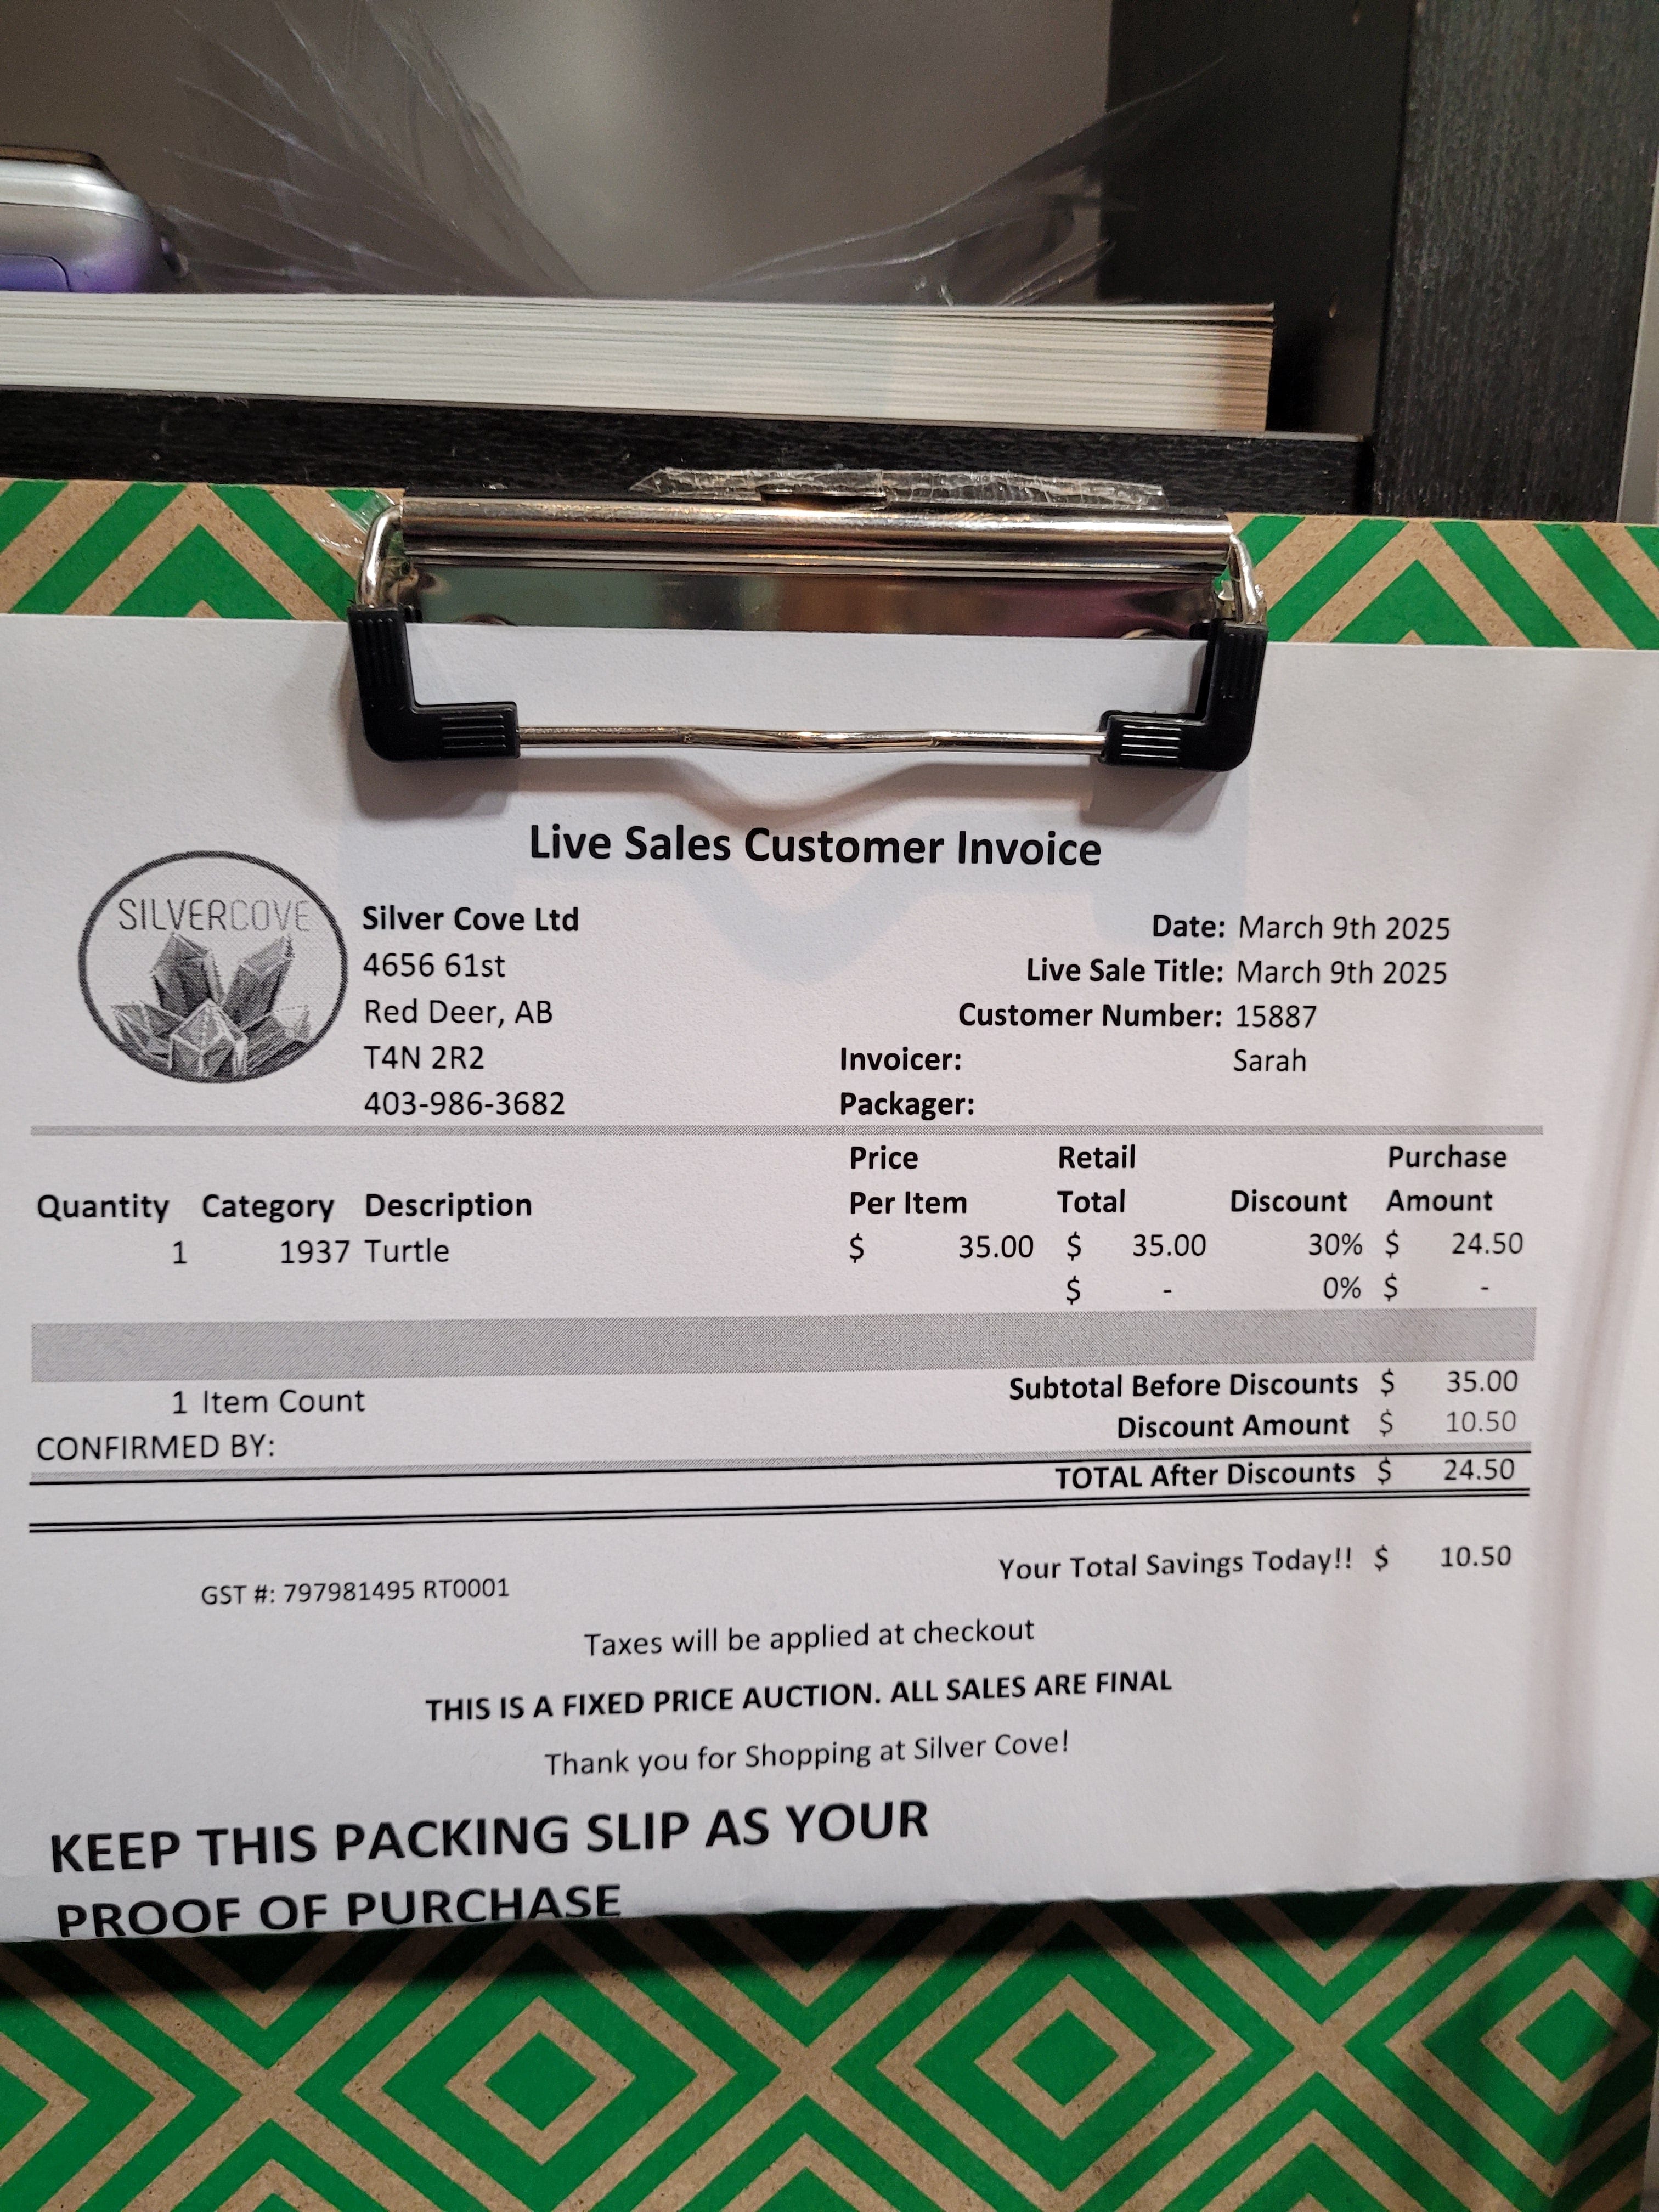 Live Sales Customer Invoice
SILVERCOVE
Silver Cove Ltd
4656 61st
Red Deer, AB
T4N 2R2
403-986-3682
Date: March 9th 2025
Live Sale Title: March 9th 2025
Customer Number: 15887
Invoicer: Sarah
Packager:
Quantity Category Description Price Per Item Retail Total Discount Purchase Amount
1 1937 Turtle $ 35.00 $ 35.00 30% $ 24.50
$ - 0% $ -
1 Item Count
CONFIRMED BY:
Subtotal Before Discounts $ 35.00
Discount Amount $ 10.50
TOTAL After Discounts $ 24.50
Your Total Savings Today!! $ 10.50
GST #: 797981495 RT0001
Taxes will be applied at checkout
THIS IS A FIXED PRICE AUCTION. ALL SALES ARE FINAL
Thank you for Shopping at Silver Cove!
KEEP THIS PACKING SLIP AS YOUR
PROOF OF PURCHASE